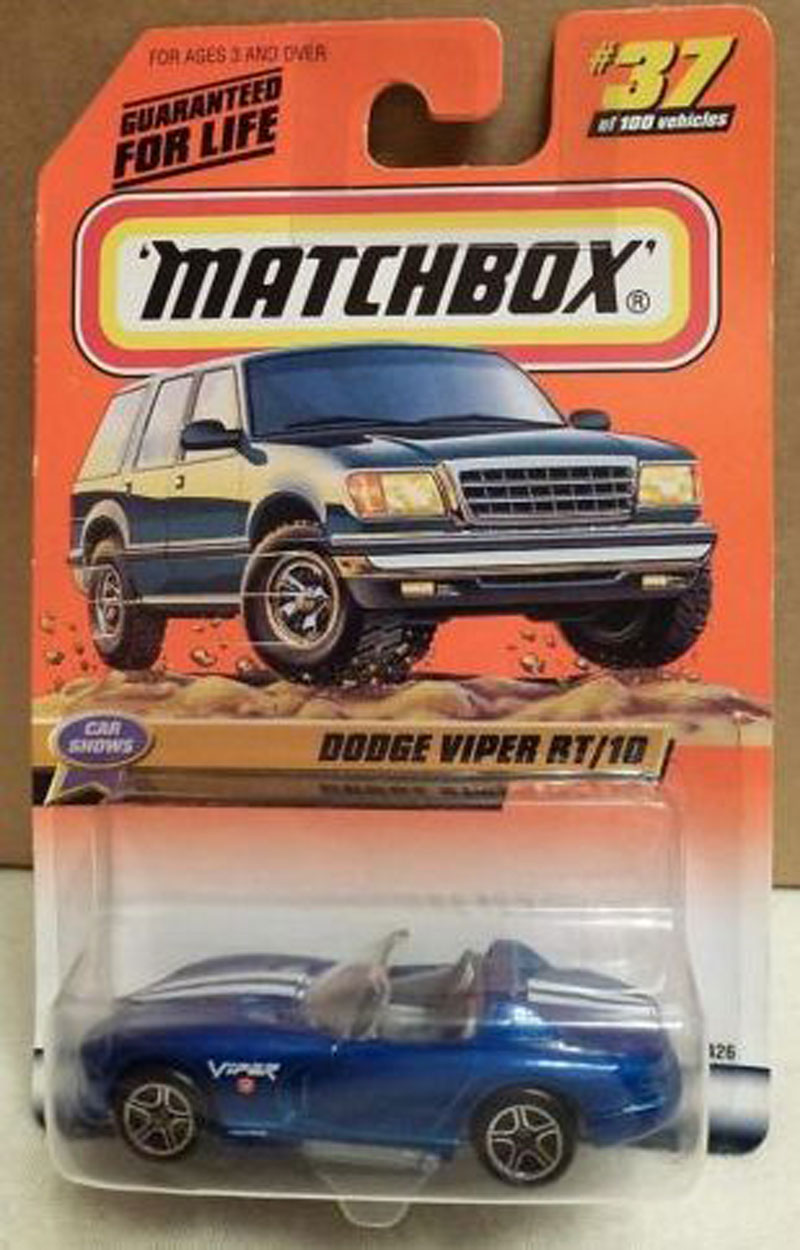 FOR AGES 3 AND OVER
GUARANTEED
FOR LIFE
#37
of 100 vehicles
'MATCHBOX'®
CAR
SHOWS
DODGE VIPER RT/10
VIPER